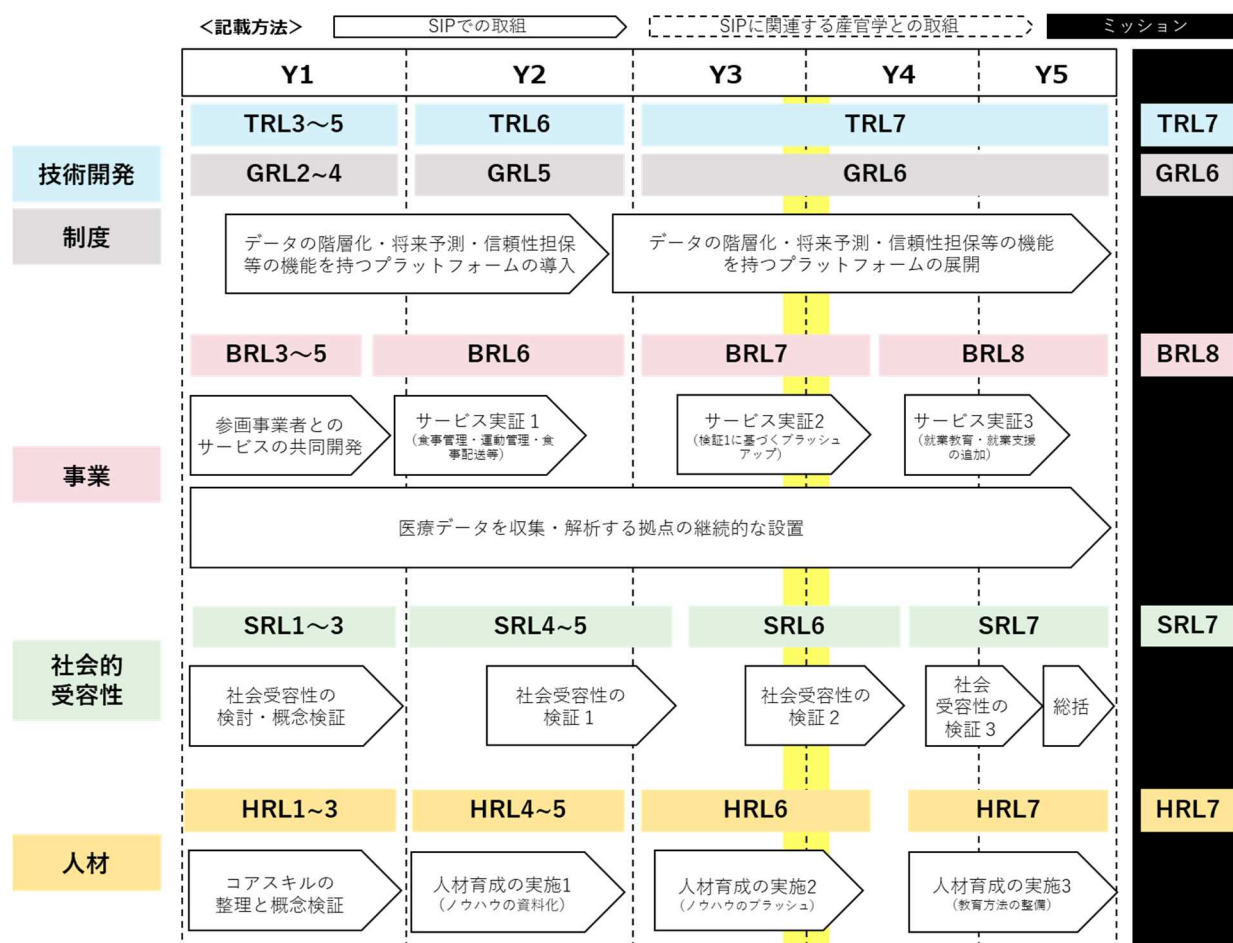 <記載方法>
SIPでの取組
SIPに関連する産官学との取組
ミッション
Y1
Y2
Y3
Y4
Y5
TRL3～5
TRL6
TRL7
TRL7
技術開発
GRL2~4
GRL5
GRL6
GRL6
制度
データの階層化・将来予測・信頼性担保
等の機能を持つプラットフォームの導入
データの階層化・将来予測・信頼性担保等の機能
を持つプラットフォームの展開
BRL3～5
BRL6
BRL7
BRL8
BRL8
事業
参画事業者との
サービスの共同開発
サービス実証１
（食事管理・運動管理・食
事配送等）
サービス実証2
（検証1に基づくブラッシュ
アップ）
サービス実証3
（就業教育・就業支援
の追加）
医療データを収集・解析する拠点の継続的な設置
SRL1～3
SRL4~5
SRL6
SRL7
SRL7
社会的
受容性
社会受容性の
検討・概念検証
社会受容性の
検証１
社会受容性の
検証２
社会
受容性の
検証３
総括
HRL1~3
HRL4~5
HRL6
HRL7
HRL7
人材
コアスキルの
整理と概念検証
人材育成の実施1
（ノウハウの資料化）
人材育成の実施2
（ノウハウのブラッシュ）
人材育成の実施3
（教育方法の整備）